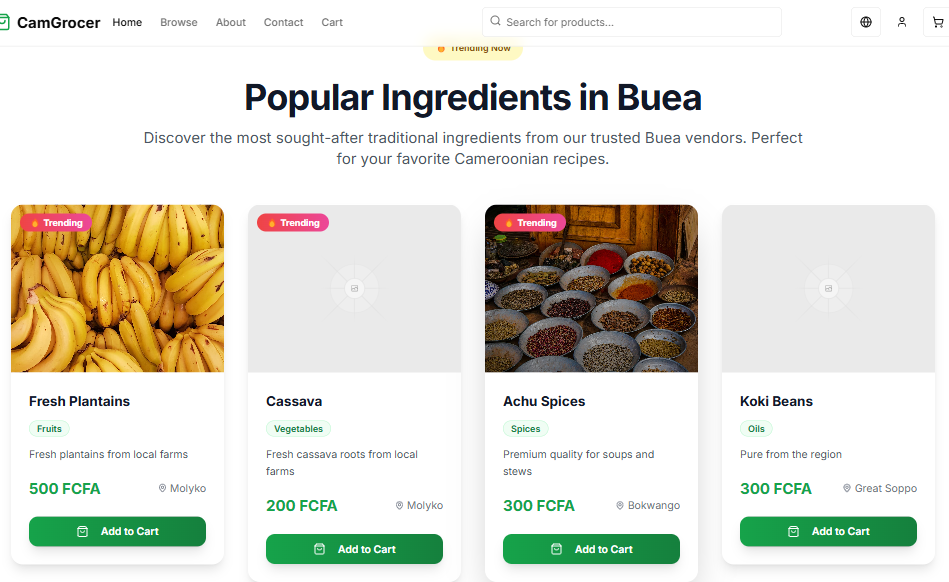 CamGrocer Home Browse About Contact Cart Search for products...
Trending Now
Popular Ingredients in Buea
Discover the most sought-after traditional ingredients from our trusted Buea vendors. Perfect
for your favorite Cameroonian recipes.
Trending
Fresh Plantains
Fruits
Fresh plantains from local farms
500 FCFA Molyko
Add to Cart
Trending
Cassava
Vegetables
Fresh cassava roots from local
farms
200 FCFA Molyko
Add to Cart
Trending
Achu Spices
Spices
Premium quality for soups and
stews
300 FCFA Bokwango
Add to Cart
Koki Beans
Oils
Pure from the region
300 FCFA Great Soppo
Add to Cart